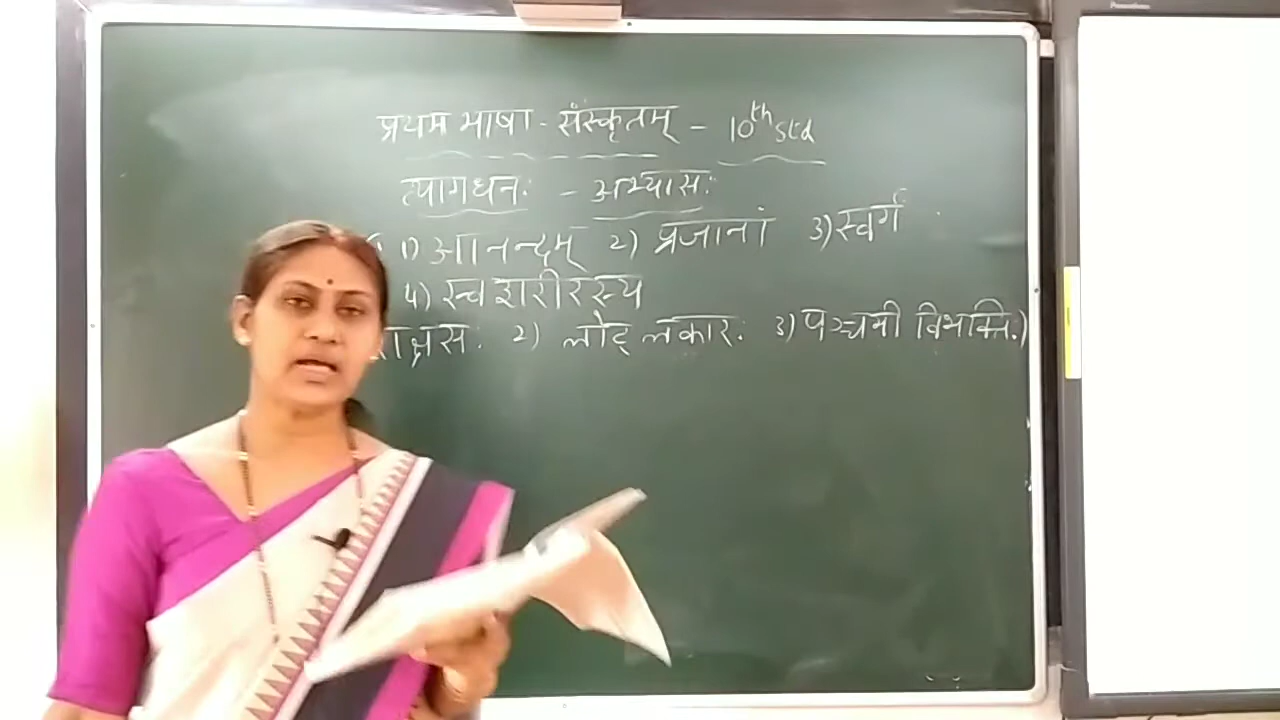 प्रथम भाषा - संस्कृतम् - 10th Std
त्यागधनः - अभ्यासः
1) आनन्दम् 2) प्रजानां 3) स्वर्ग
4) स्वशरीरस्य
राक्षसः 2) लोट् लकारः 3) पञ्चमी विभक्तिः)